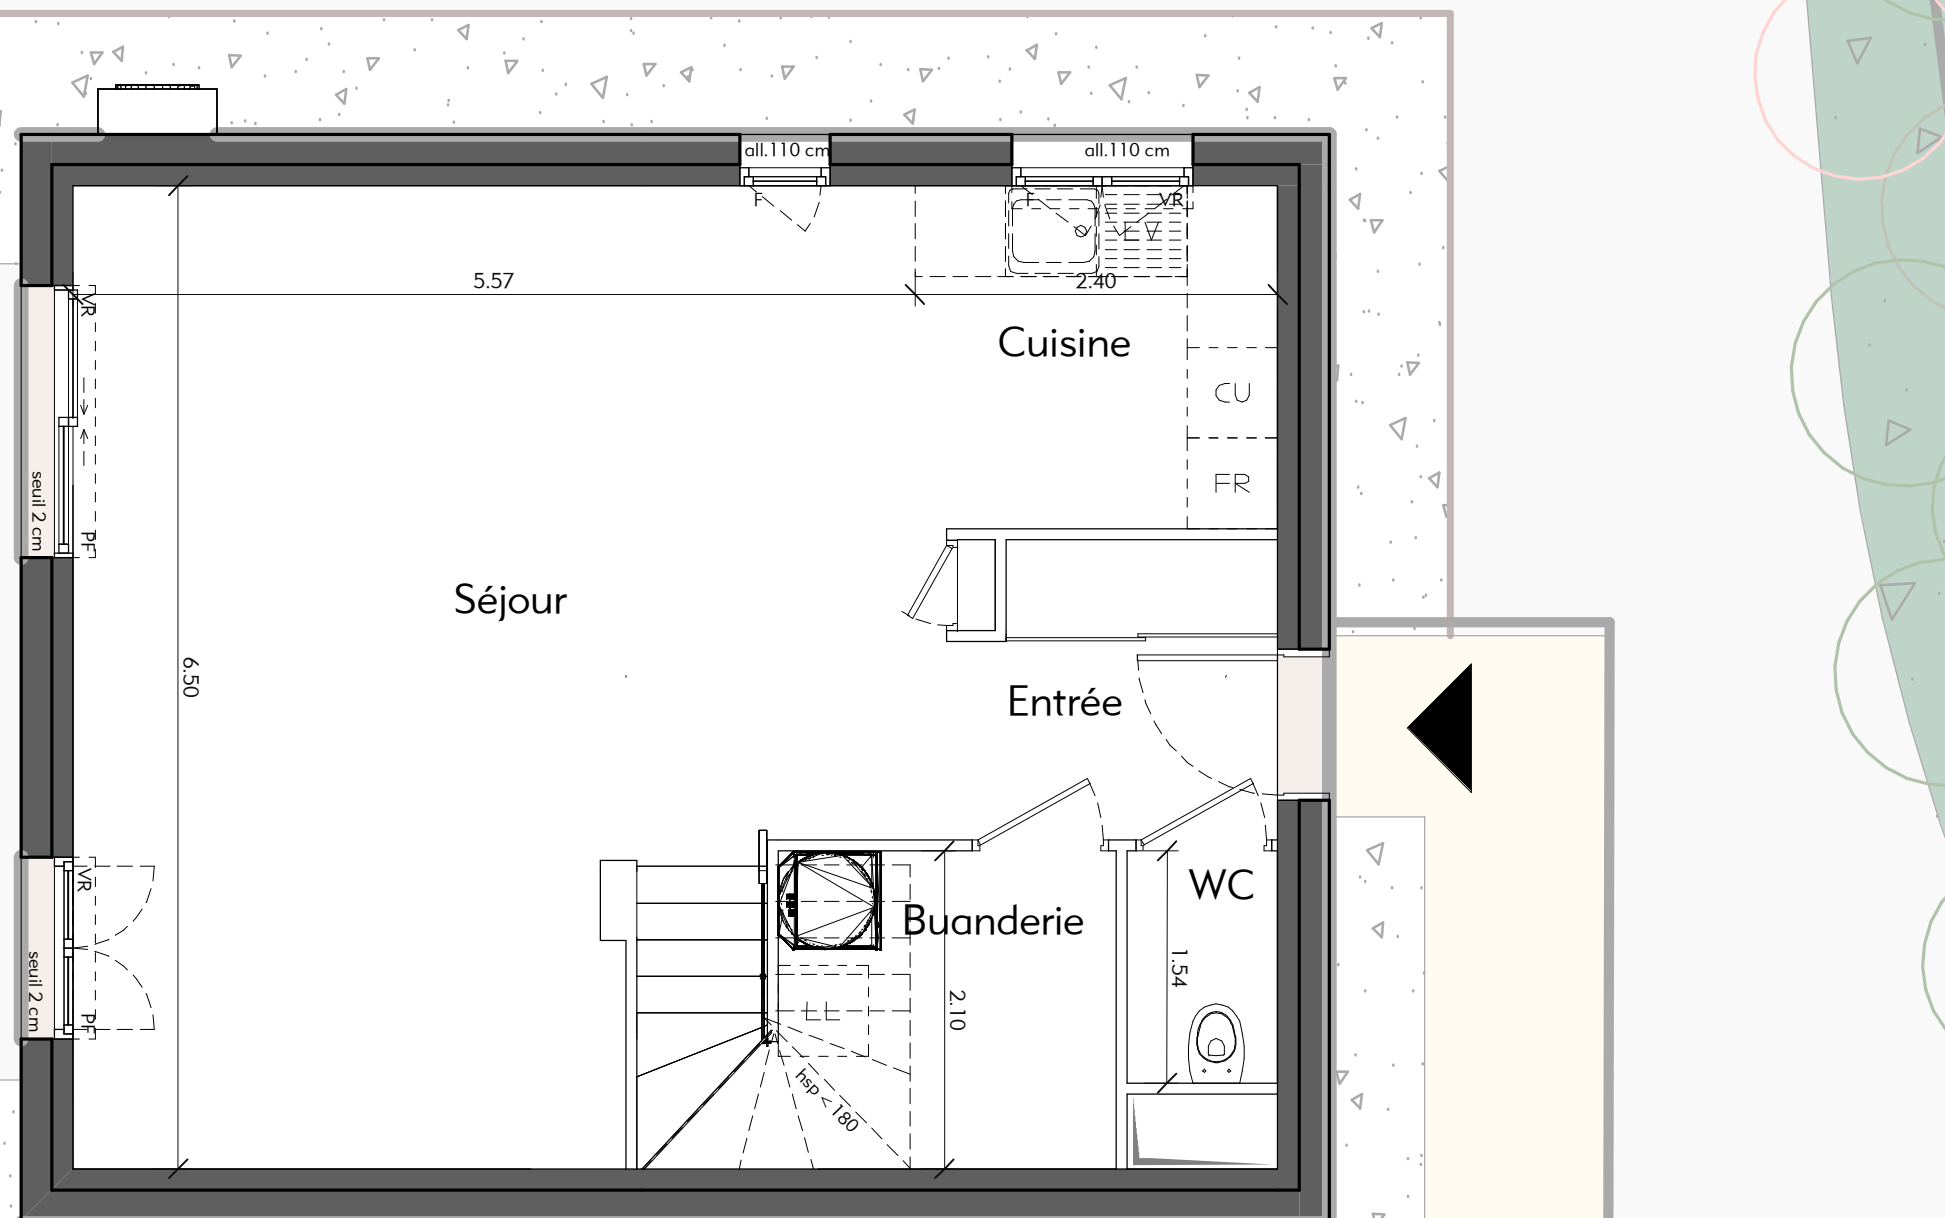 all.110 cm
all.110 cm
F
F
VR
LV
5.57
2.40
VR
Cuisine
CU
FR
seuil 2 cm
PF
Séjour
6.50
Entrée
VR
WC
Buanderie
1.54
seuil 2 cm
PF
LL
2.10
hsp < 180